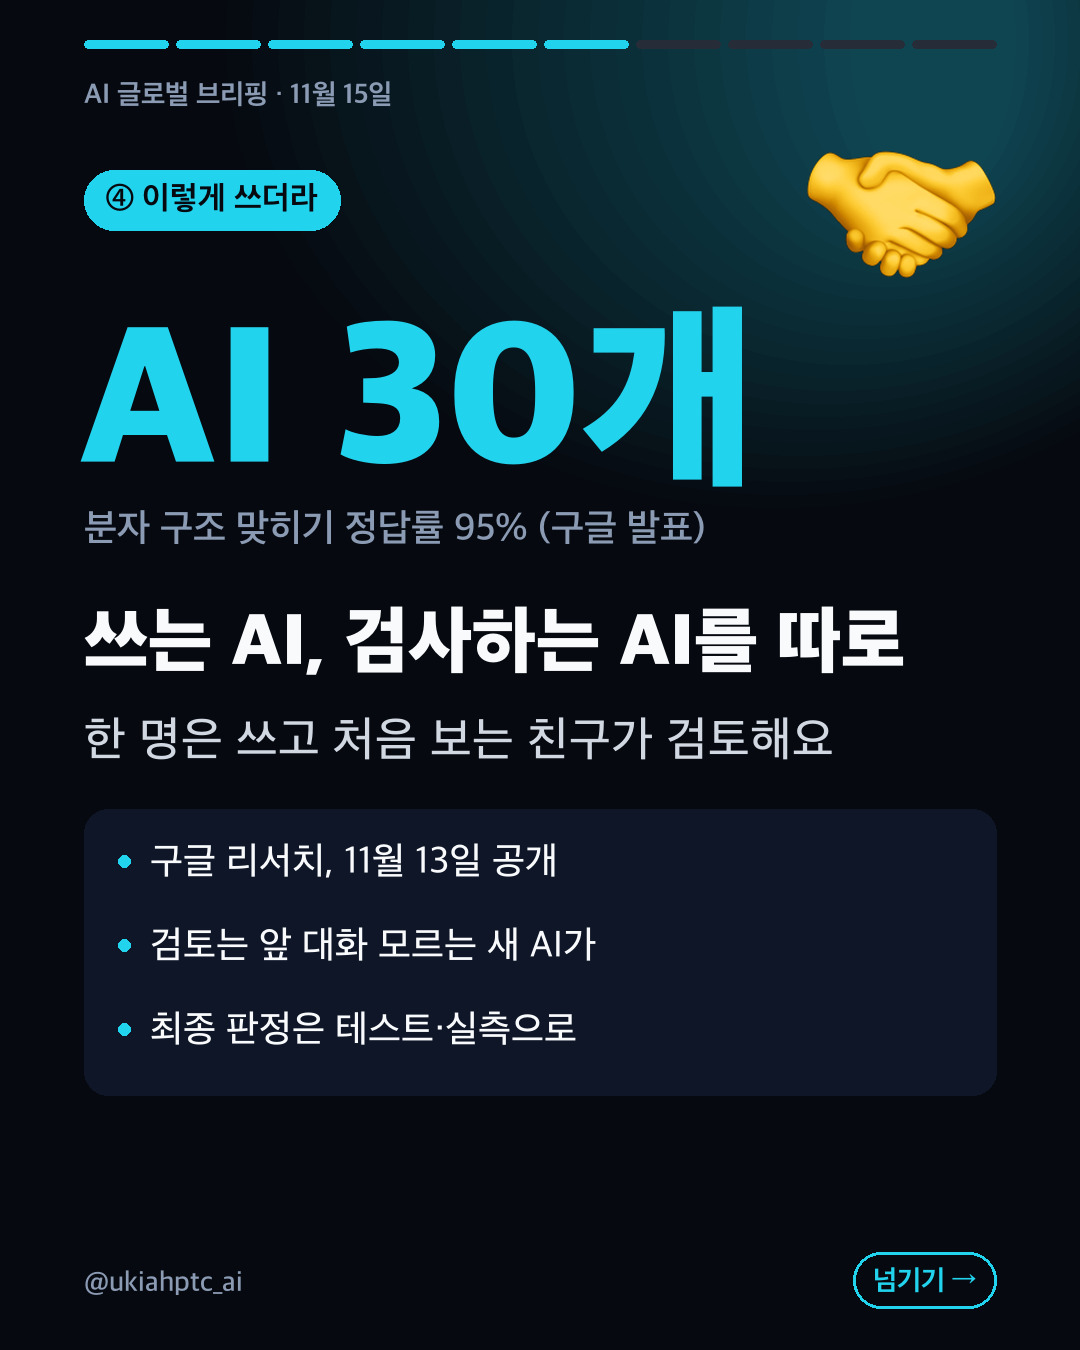 AI 글로벌 브리핑 · 11월 15일
④ 이렇게 쓰더라
AI 30개
분자 구조 맞히기 정답률 95% (구글 발표)
쓰는 AI, 검사하는 AI를 따로
한 명은 쓰고 처음 보는 친구가 검토해요
• 구글 리서치, 11월 13일 공개
• 검토는 앞 대화 모르는 새 AI가
• 최종 판정은 테스트·실측으로
@ukiahptc_ai
넘기기 →